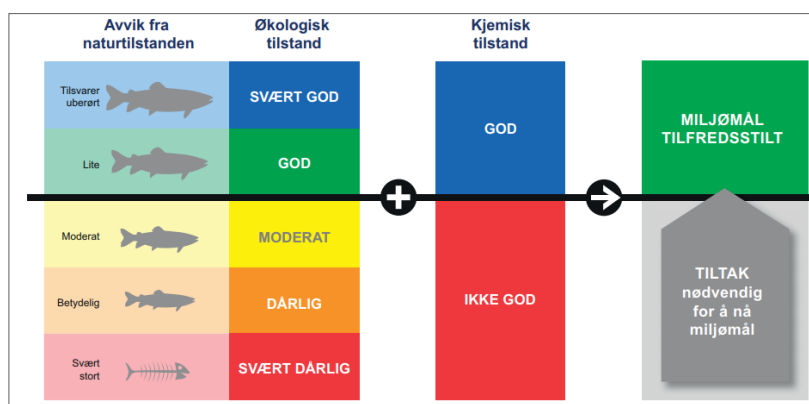 Avvik fra
naturtilstanden
Økologisk
tilstand
Kjemisk
tilstand
Tilsvarer
uberørt
SVÆRT GOD
Lite
GOD
GOD
MILJØMÅL
TILFREDSSTILT
Moderat
MODERAT
Betydelig
DÅRLIG
Svært
stort
SVÆRT DÅRLIG
IKKE GOD
TILTAK
nødvendig
for å nå
miljømål